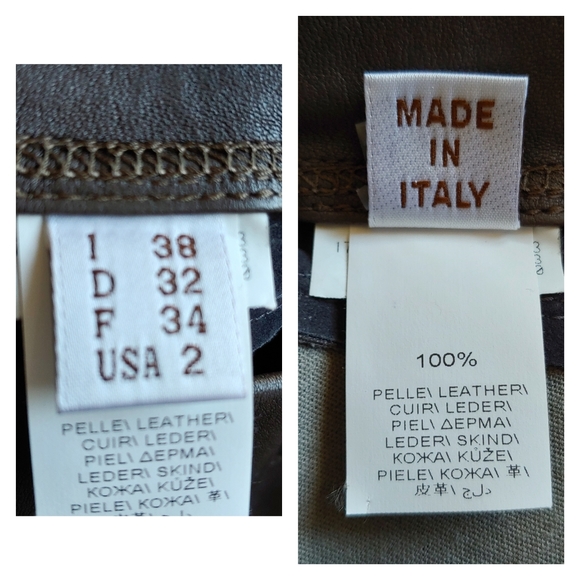 I 38
D 32
F 34
USA 2
PELLE\ LEATHER\
CUIR\ LEDER\
PIEL\ ΔΕΡΜΑ\
LEDER\ SKIND\
КОЖА\ KŮŽE\
PIELE\ КОЖА\ 革\
MADE
IN
ITALY
100%
PELLE\ LEATHER\
CUIR\ LEDER\
PIEL\ ΔΕΡΜΑ\
LEDER\ SKIND\
КОЖА\ KŮŽE\
PIELE\ КОЖА\ 革\
皮革\